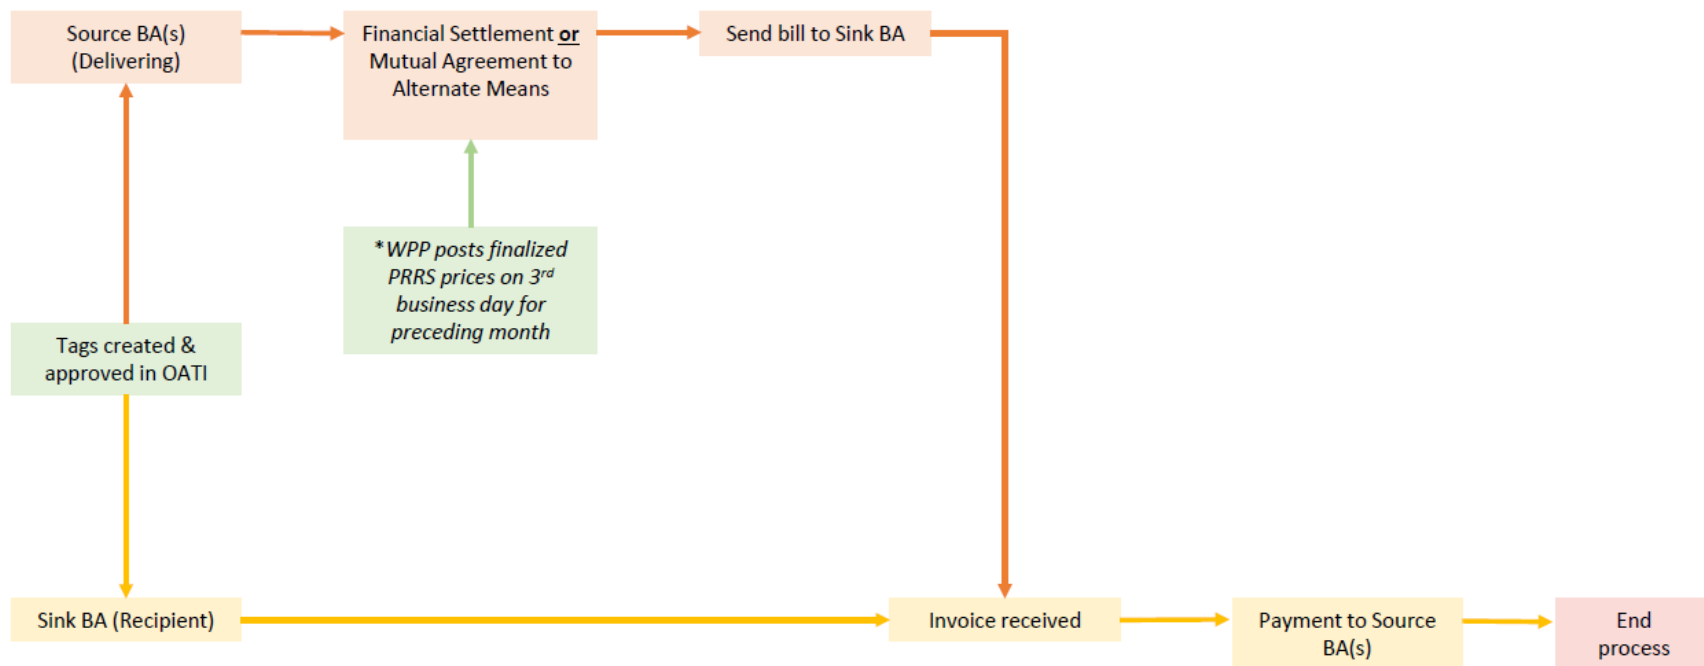 Source BA(s)
(Delivering)
Financial Settlement or
Mutual Agreement to
Alternate Means
Send bill to Sink BA
*WPP posts finalized
PRRS prices on 3rd
business day for
preceding month
Tags created &
approved in OATI
Sink BA (Recipient)
Invoice received
Payment to Source
BA(s)
End
process